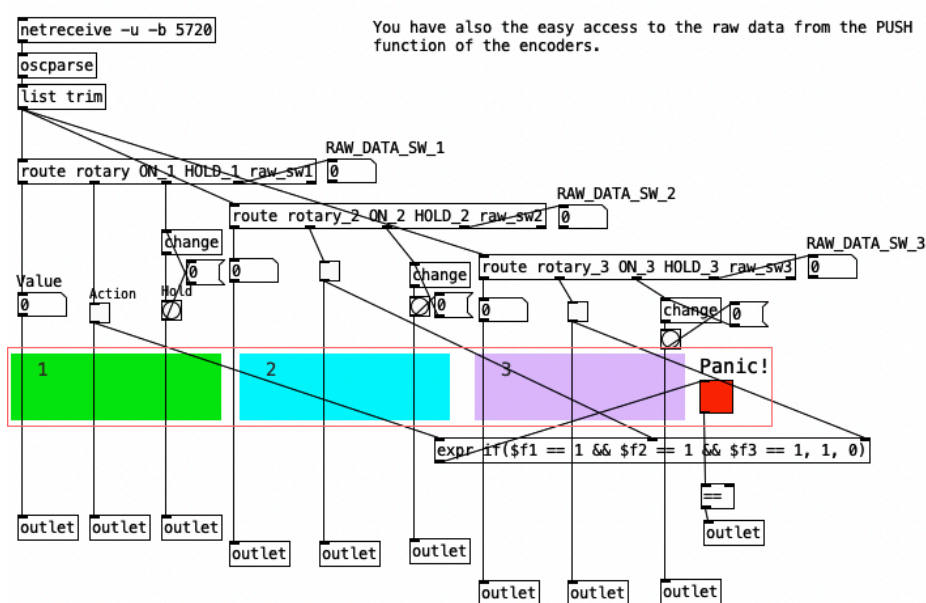 netreceive -u -b 5720
You have also the easy access to the raw data from the PUSH
function of the encoders.
oscparse
list trim
RAW_DATA_SW_1
route rotary ON_1 HOLD_1 raw_sw1
0
RAW_DATA_SW_2
route rotary_2 ON_2 HOLD_2 raw_sw2
0
change
RAW_DATA_SW_3
route rotary_3 ON_3 HOLD_3 raw_sw3
0
0
0
change
Value
Action
Hold
0
0
0
change
0
1
2
3
Panic!
expr if($f1 == 1 && $f2 == 1 && $f3 == 1, 1, 0)
==
outlet
outlet
outlet
outlet
outlet
outlet
outlet
outlet
outlet
outlet